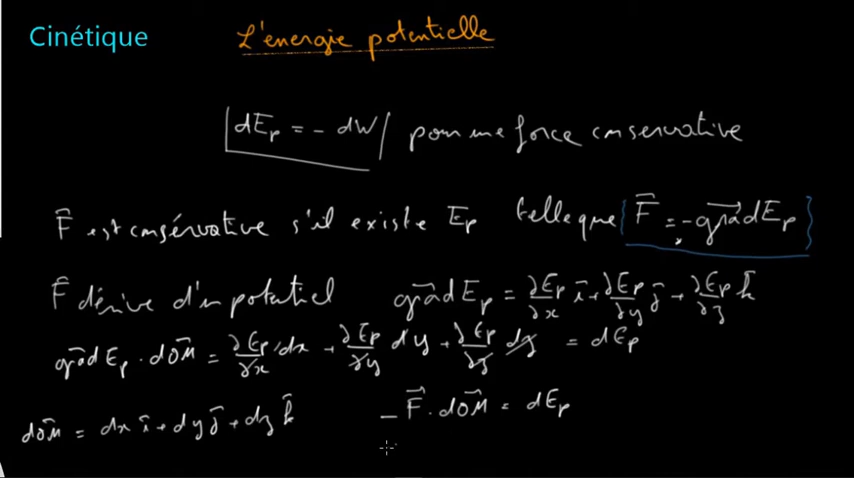 Cinétique
L'énergie potentielle
dEₚ = - dW pour une force conservative
F⃗ est conservative s'il existe Eₚ telle que F⃗ = -grad⃗ Eₚ
F⃗ dérive d'un potentiel grad⃗ Eₚ = ∂Eₚ/∂x i⃗ + ∂Eₚ/∂y j⃗ + ∂Eₚ/∂z k⃗
grad⃗ Eₚ · dOM⃗ = ∂Eₚ/∂x dx + ∂Eₚ/∂y dy + ∂Eₚ/∂z dz = dEₚ
dOM⃗ = dx i⃗ + dy j⃗ + dz k⃗ - F⃗ · dOM⃗ = dEₚ